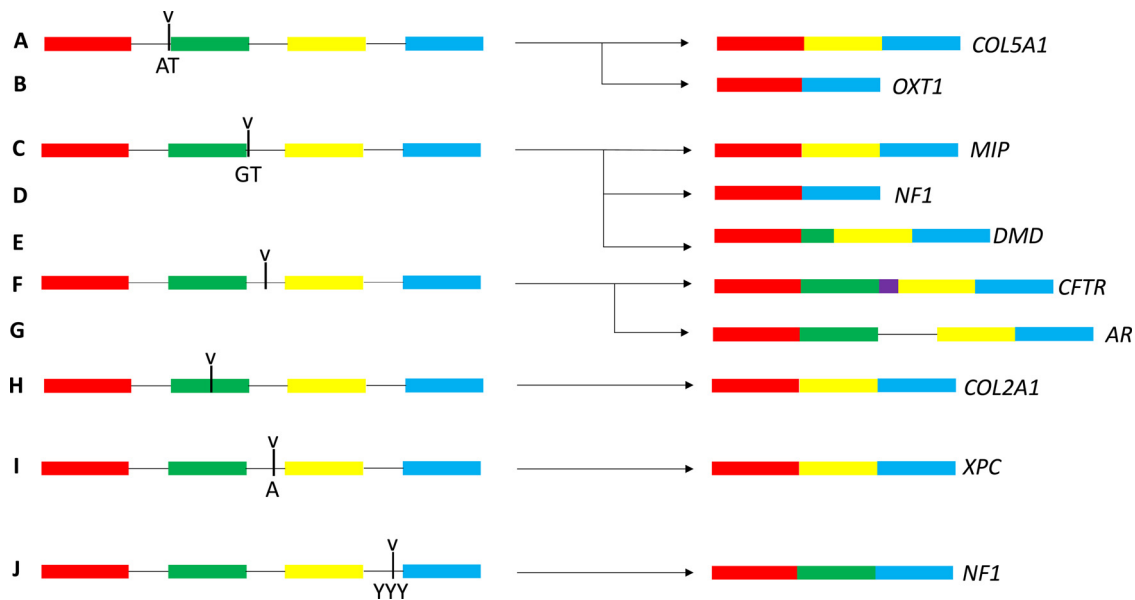 V
A COL5A1
AT
B OXT1
V
C MIP
GT
D NF1
E DMD
V
F CFTR
G AR
V
H COL2A1
V
I XPC
A
V
J NF1
YYY